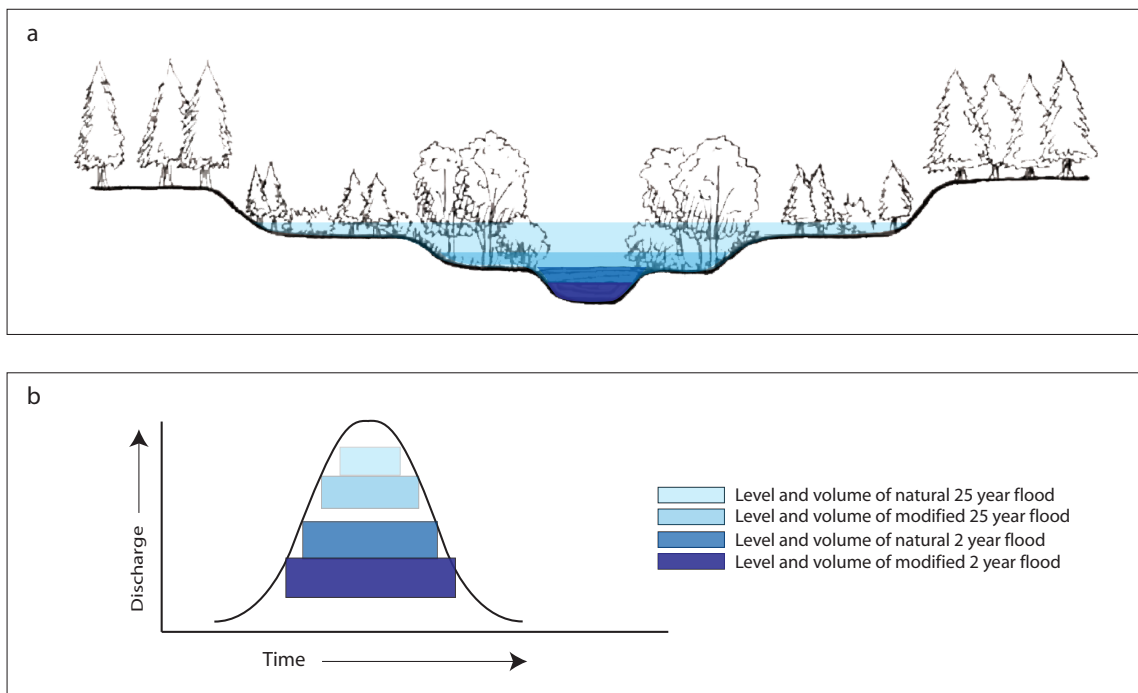 a
b
Discharge
Time
Level and volume of natural 25 year flood
Level and volume of modified 25 year flood
Level and volume of natural 2 year flood
Level and volume of modified 2 year flood